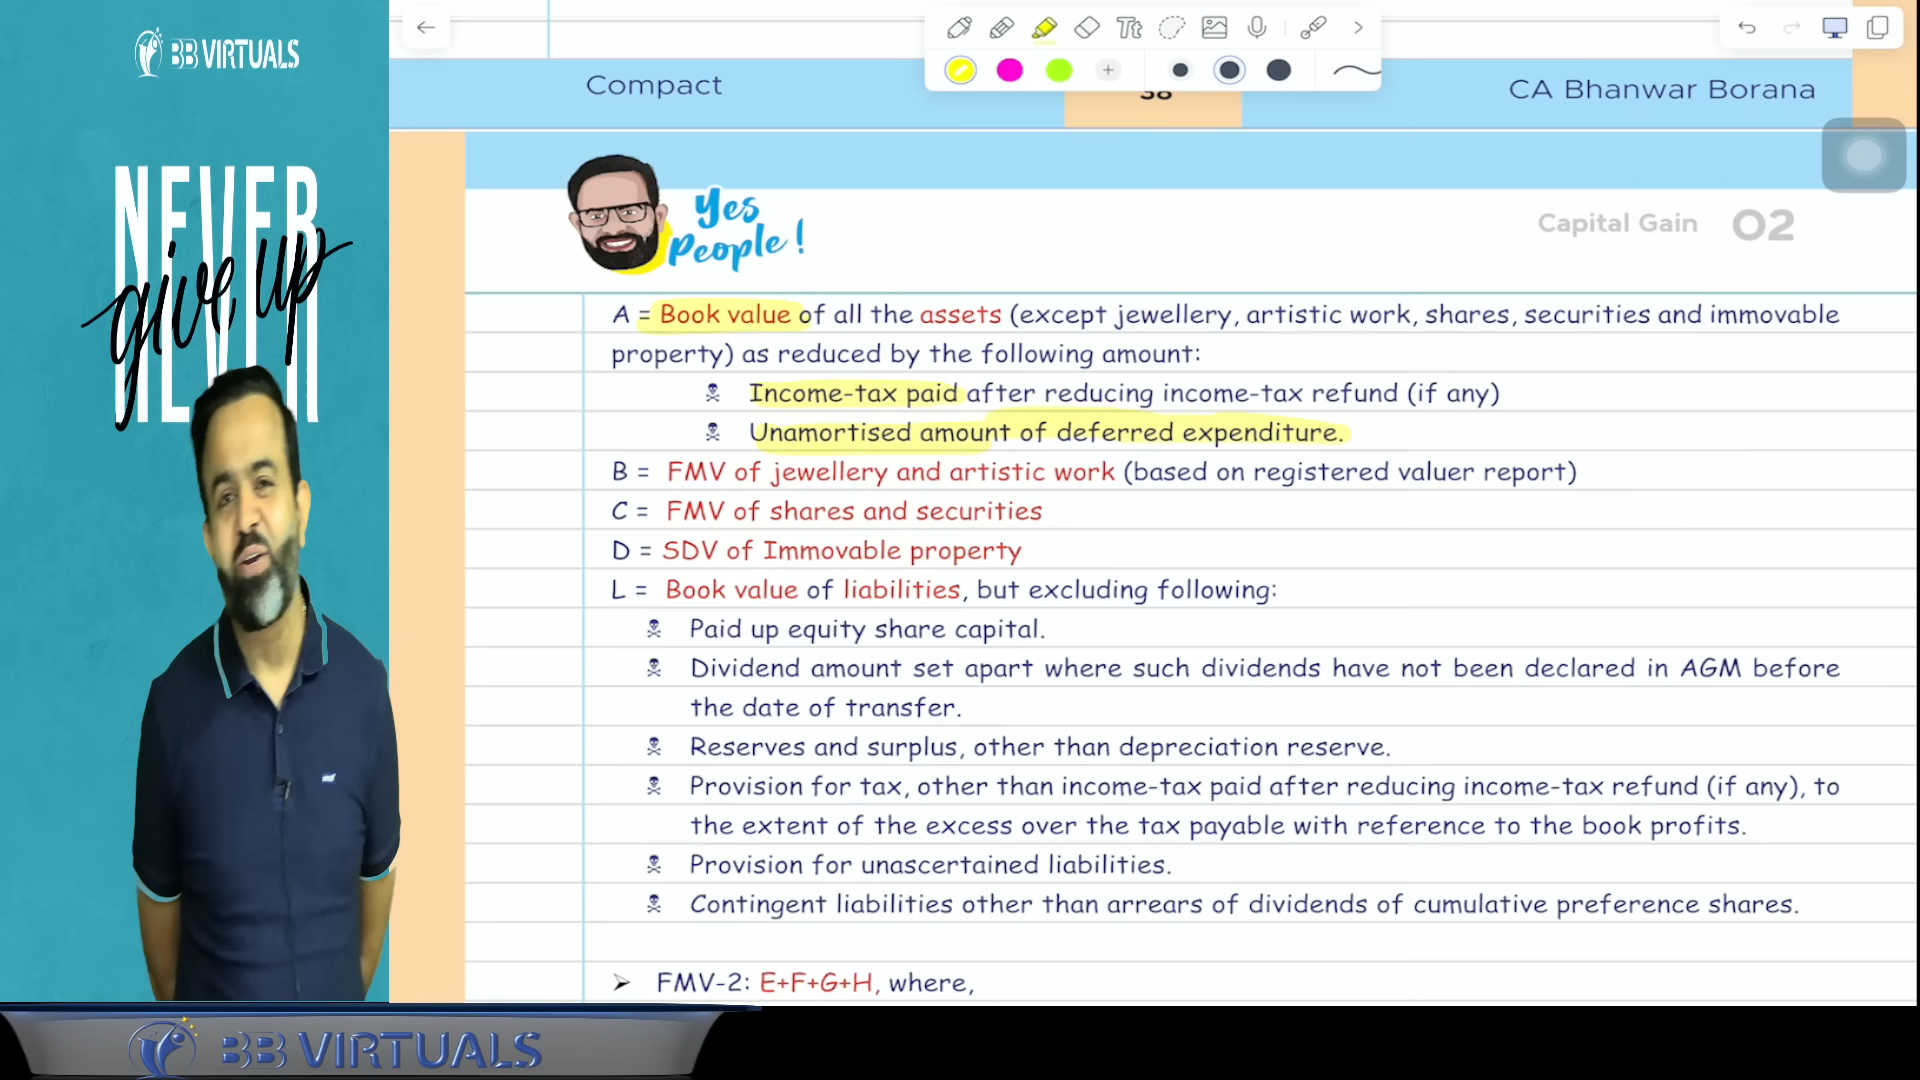 BB VIRTUALS
NEVER
give up
NEVER
Tt
Compact
38
CA Bhanwar Borana
Yes
People!
Capital Gain 02
A = Book value of all the assets (except jewellery, artistic work, shares, securities and immovable
property) as reduced by the following amount:
Income-tax paid after reducing income-tax refund (if any)
Unamortised amount of deferred expenditure.
B = FMV of jewellery and artistic work (based on registered valuer report)
C = FMV of shares and securities
D = SDV of Immovable property
L = Book value of liabilities, but excluding following:
Paid up equity share capital.
Dividend amount set apart where such dividends have not been declared in AGM before
the date of transfer.
Reserves and surplus, other than depreciation reserve.
Provision for tax, other than income-tax paid after reducing income-tax refund (if any), to
the extent of the excess over the tax payable with reference to the book profits.
Provision for unascertained liabilities.
Contingent liabilities other than arrears of dividends of cumulative preference shares.
➢ FMV-2: E+F+G+H, where,
BB VIRTUALS